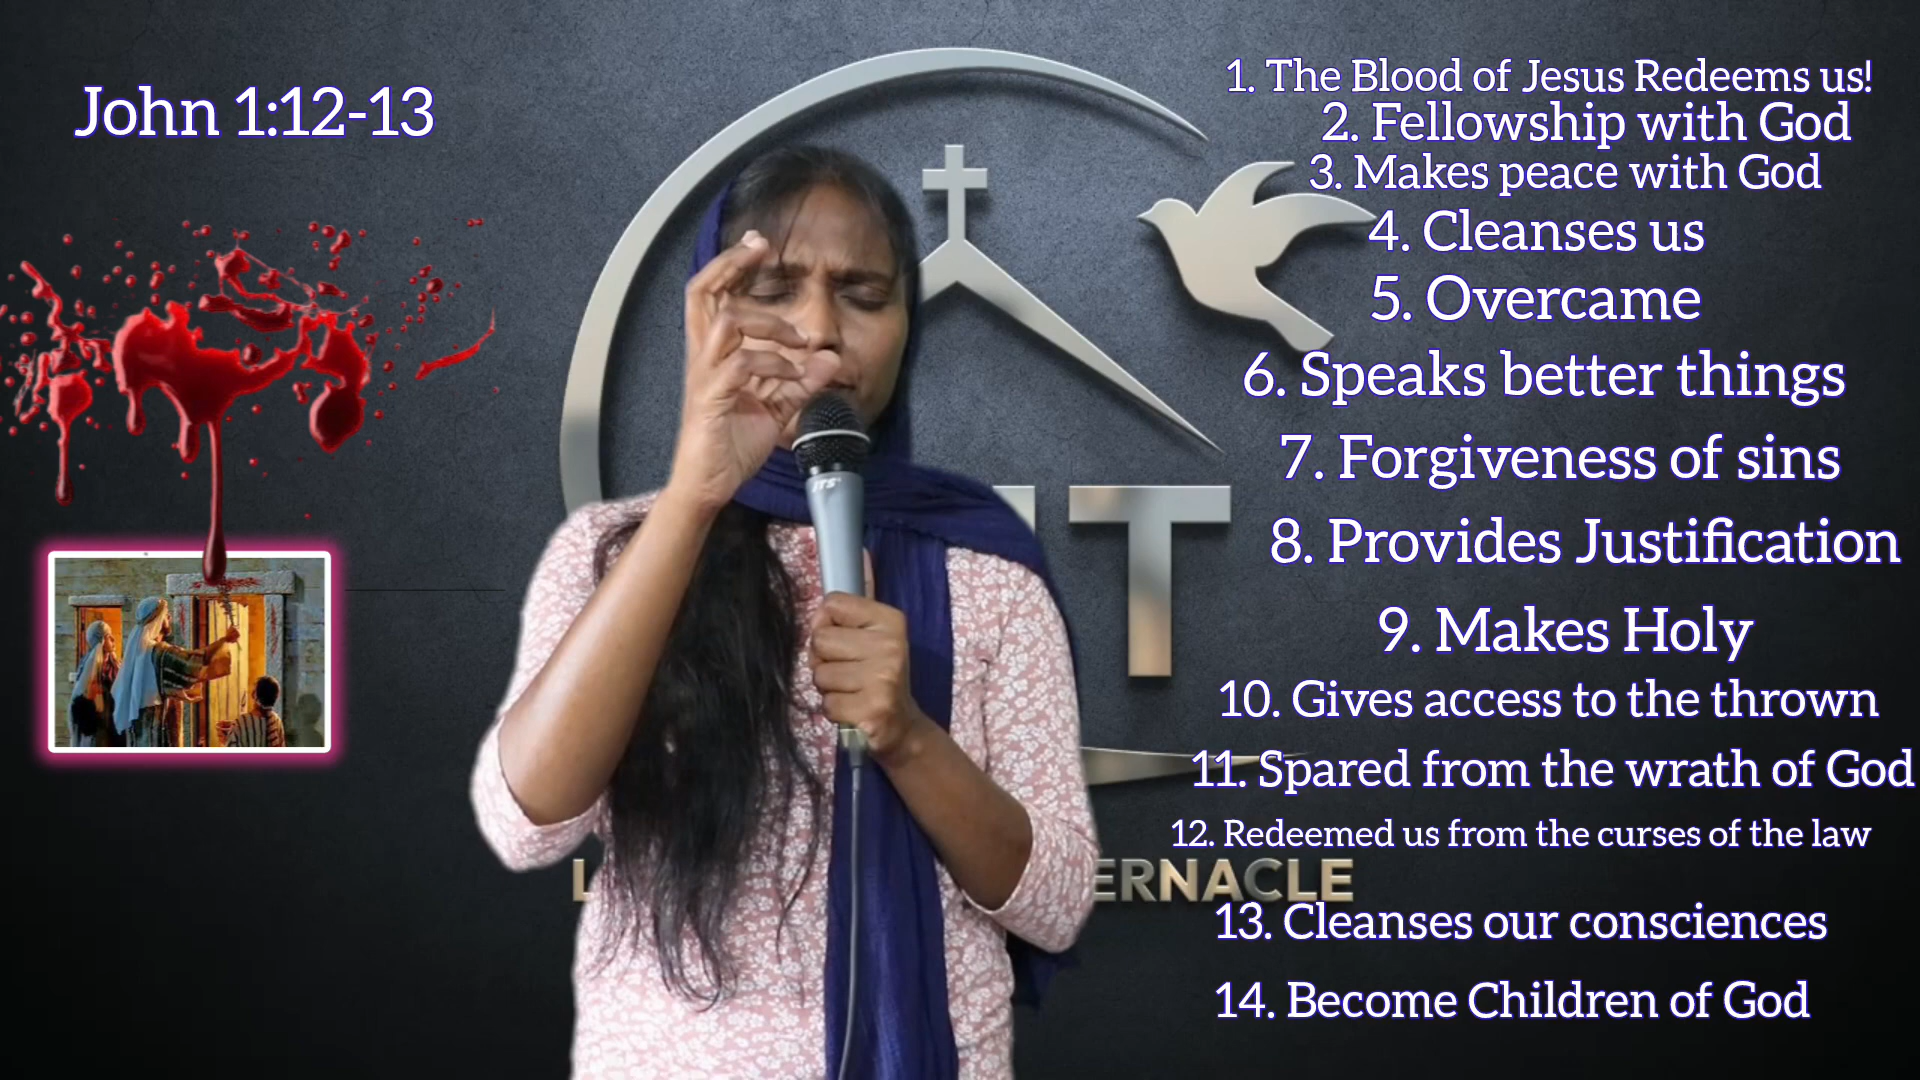 John 1:12-13
1. The Blood of Jesus Redeems us!
2. Fellowship with God
3. Makes peace with God
4. Cleanses us
5. Overcame
6. Speaks better things
7. Forgiveness of sins
8. Provides Justification
9. Makes Holy
10. Gives access to the thrown
11. Spared from the wrath of God
12. Redeemed us from the curses of the law
13. Cleanses our consciences
14. Become Children of God